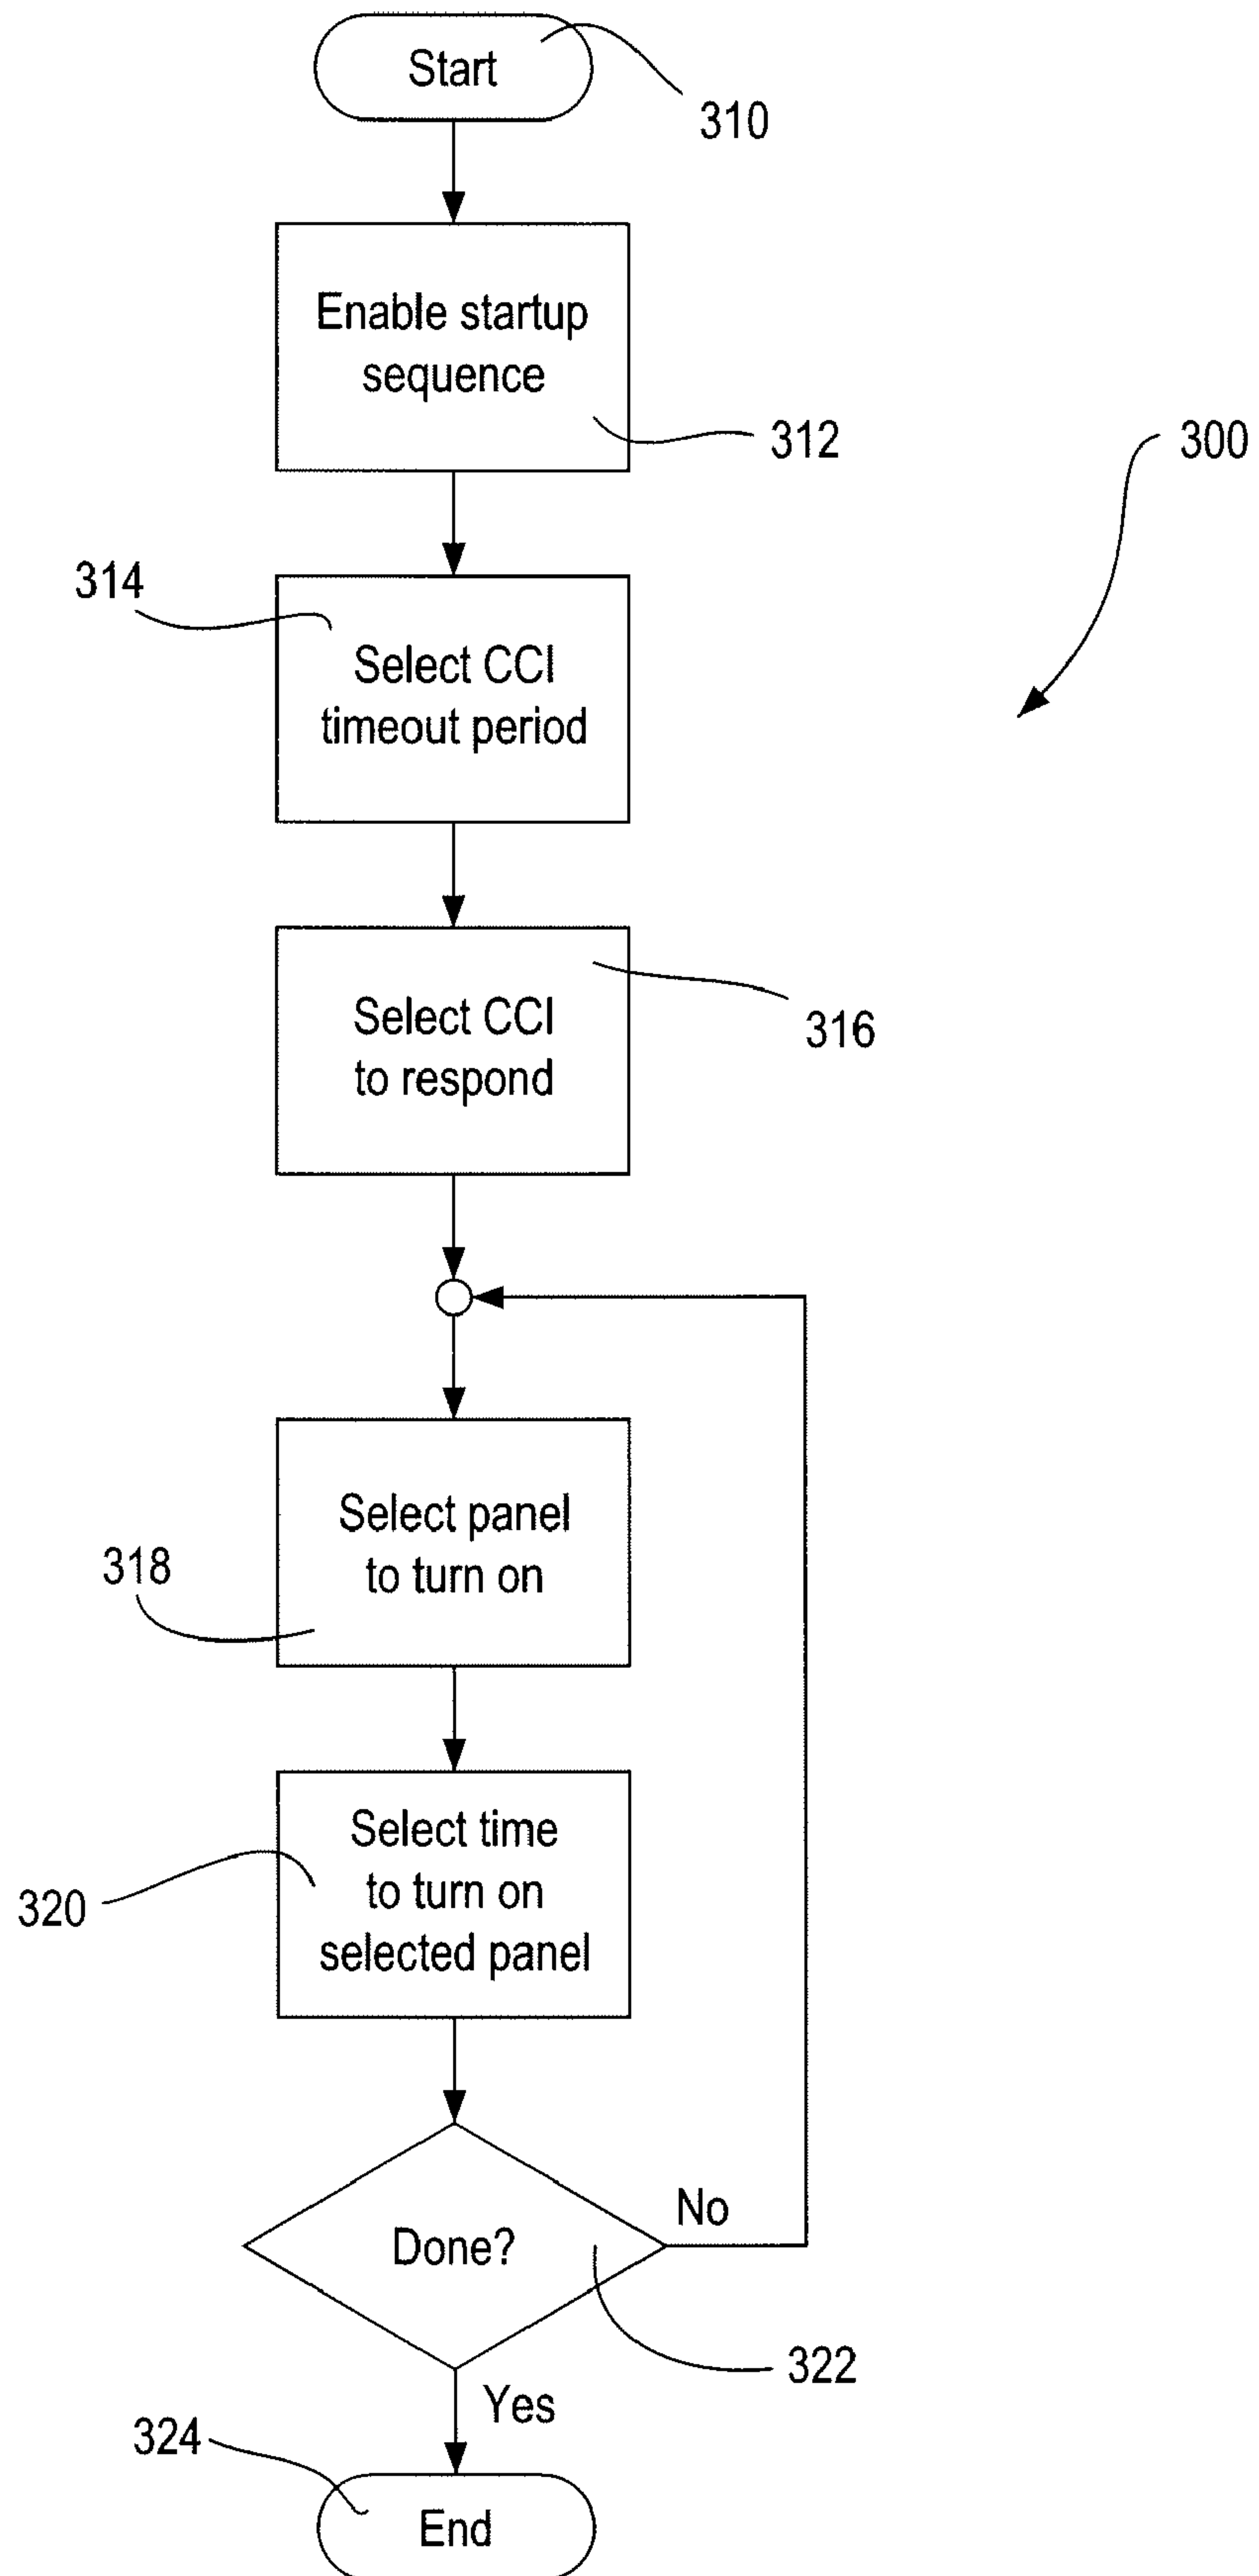 Start
310
Enable startup
sequence
312
300
314
Select CCI
timeout period
Select CCI
to respond
316
Select panel
to turn on
318
Select time
to turn on
selected panel
320
No
Done?
322
Yes
324
End